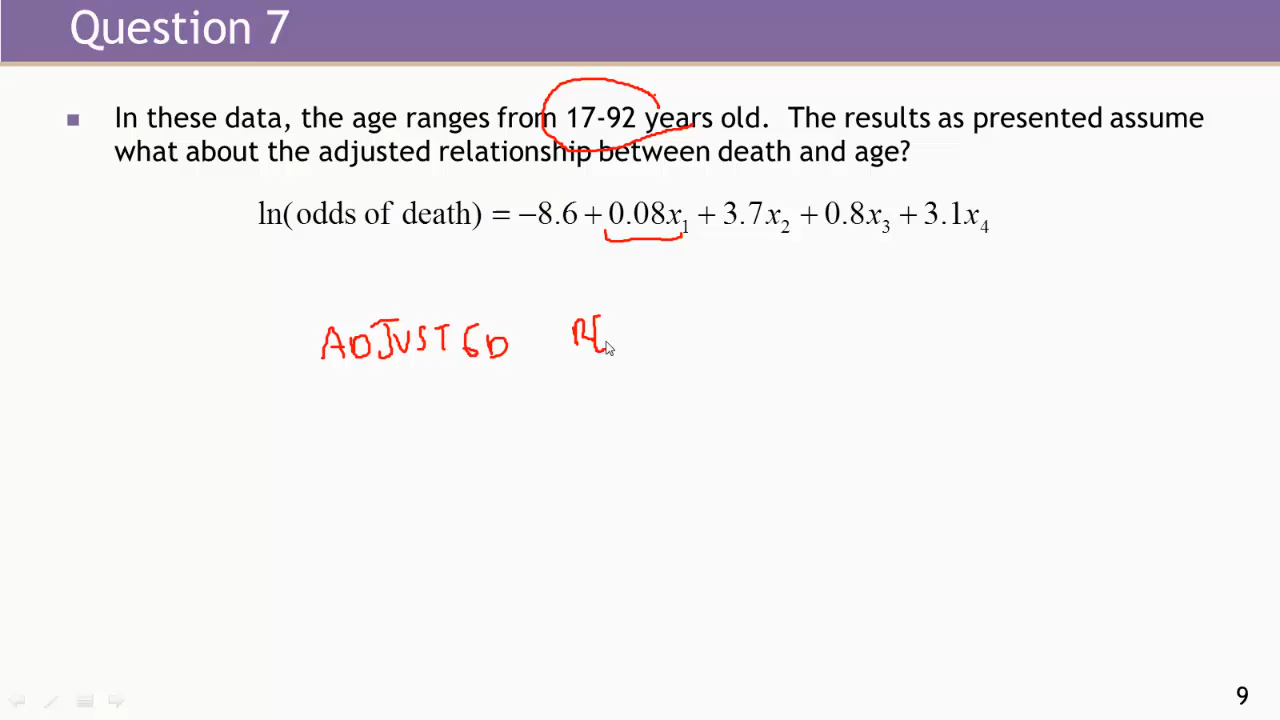 Question 7
In these data, the age ranges from 17-92 years old. The results as presented assume
what about the adjusted relationship between death and age?
ln(odds of death) = −8.6 + 0.08x₁ + 3.7x₂ + 0.8x₃ + 3.1x₄
ADJUSTED RE
9